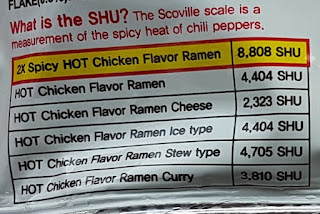 What is the SHU? The Scoville scale is a
measurement of the spicy heat of chili peppers.
2X Spicy HOT Chicken Flavor Ramen 8,808 SHU
HOT Chicken Flavor Ramen 4,404 SHU
HOT Chicken Flavor Ramen Cheese 2,323 SHU
HOT Chicken Flavor Ramen Ice type 4,404 SHU
HOT Chicken Flavor Ramen Stew type 4,705 SHU
HOT Chicken Flavor Ramen Curry 3,810 SHU